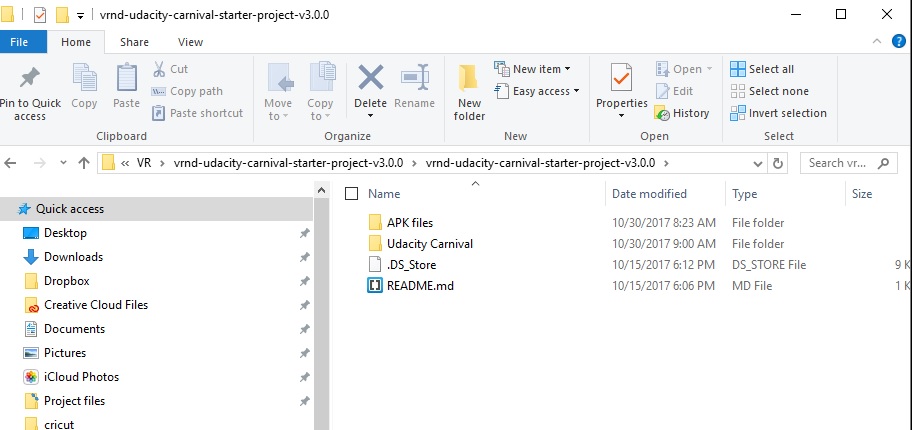 vrnd-udacity-carnival-starter-project-v3.0.0
File Home Share View
Pin to Quick access
Copy
Paste
Cut
Copy path
Paste shortcut
Clipboard
Move to
Copy to
Delete
Rename
Organize
New folder
New item
Easy access
New
Properties
Open
Edit
History
Open
Select all
Select none
Invert selection
Select
« VR > vrnd-udacity-carnival-starter-project-v3.0.0 > vrnd-udacity-carnival-starter-project-v3.0.0 >
Search vr...
Quick access
Desktop
Downloads
Dropbox
Creative Cloud Files
Documents
Pictures
iCloud Photos
Project files
cricut
Name Date modified Type Size
APK files 10/30/2017 8:23 AM File folder
Udacity Carnival 10/30/2017 9:00 AM File folder
.DS_Store 10/15/2017 6:12 PM DS_STORE File 9 K
README.md 10/15/2017 6:06 PM MD File 1 K